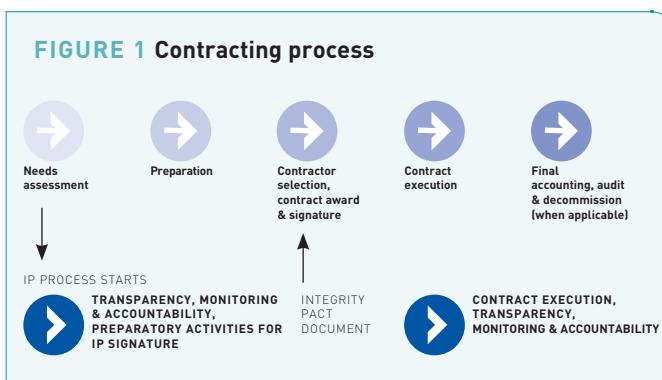 FIGURE 1 Contracting process
Needs
assessment
Preparation
Contractor
selection,
contract award
& signature
Contract
execution
Final
accounting, audit
& decommission
(when applicable)
IP PROCESS STARTS
TRANSPARENCY, MONITORING
& ACCOUNTABILITY,
PREPARATORY ACTIVITIES FOR
IP SIGNATURE
INTEGRITY
PACT
DOCUMENT
CONTRACT EXECUTION,
TRANSPARENCY,
MONITORING & ACCOUNTABILITY